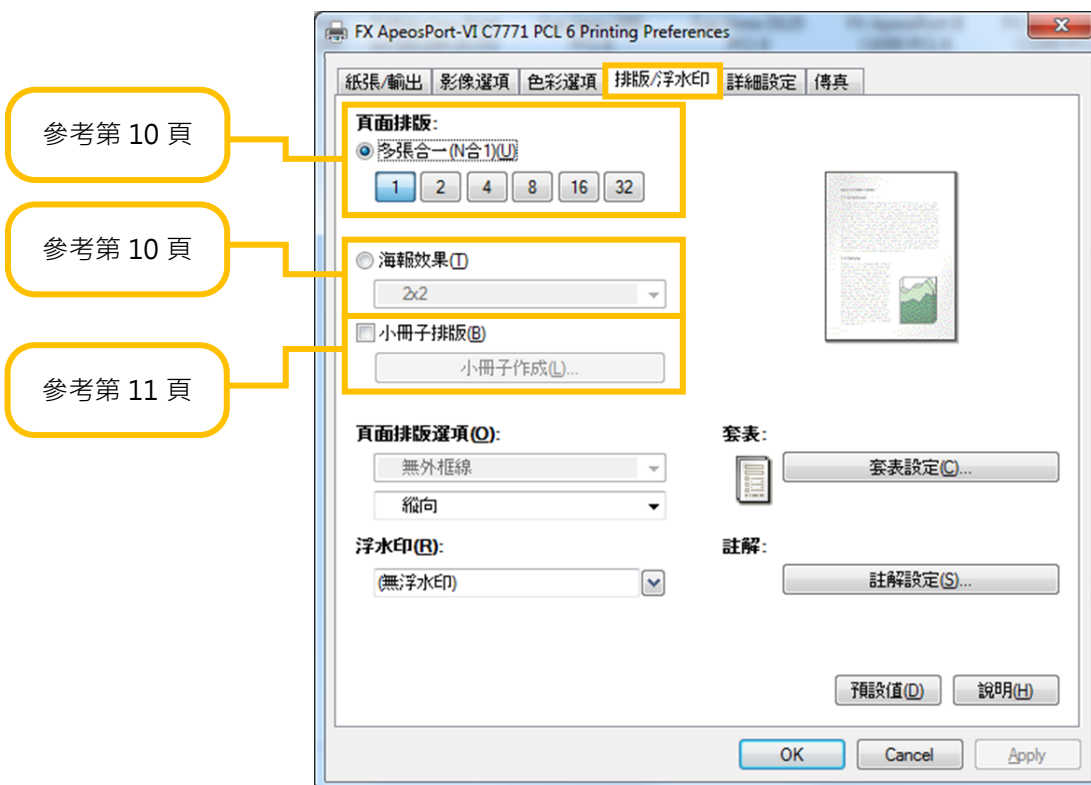 FX ApeosPort-VI C7771 PCL 6 Printing Preferences
紙張/輸出 影像選項 色彩選項 排版/浮水印 詳細設定 傳真
參考第 10 頁
頁面排版:
多張合一(N合1)(U)
1 2 4 8 16 32
參考第 10 頁
海報效果(T)
2x2
參考第 11 頁
小冊子排版(B)
小冊子作成(L)...
頁面排版選項(O):
無外框線
縱向
套表:
套表設定(C)...
浮水印(R):
(無浮水印)
註解:
註解設定(S)...
預設值(D) 說明(H)
OK Cancel Apply